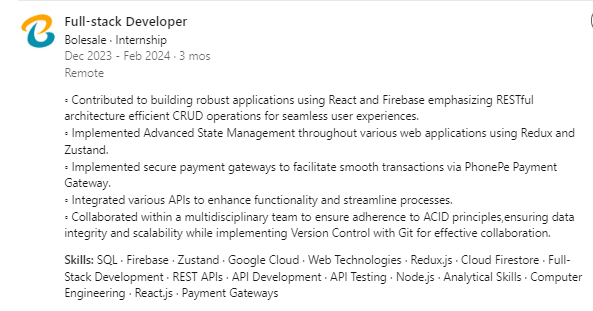 Full-stack Developer
Bolesale · Internship
Dec 2023 - Feb 2024 · 3 mos
Remote
◦ Contributed to building robust applications using React and Firebase emphasizing RESTful
architecture efficient CRUD operations for seamless user experiences.
◦ Implemented Advanced State Management throughout various web applications using Redux and
Zustand.
◦ Implemented secure payment gateways to facilitate smooth transactions via PhonePe Payment
Gateway.
◦ Integrated various APIs to enhance functionality and streamline processes.
◦ Collaborated within a multidisciplinary team to ensure adherence to ACID principles,ensuring data
integrity and scalability while implementing Version Control with Git for effective collaboration.
Skills: SQL · Firebase · Zustand · Google Cloud · Web Technologies · Redux.js · Cloud Firestore · Full-
Stack Development · REST APIs · API Development · API Testing · Node.js · Analytical Skills · Computer
Engineering · React.js · Payment Gateways